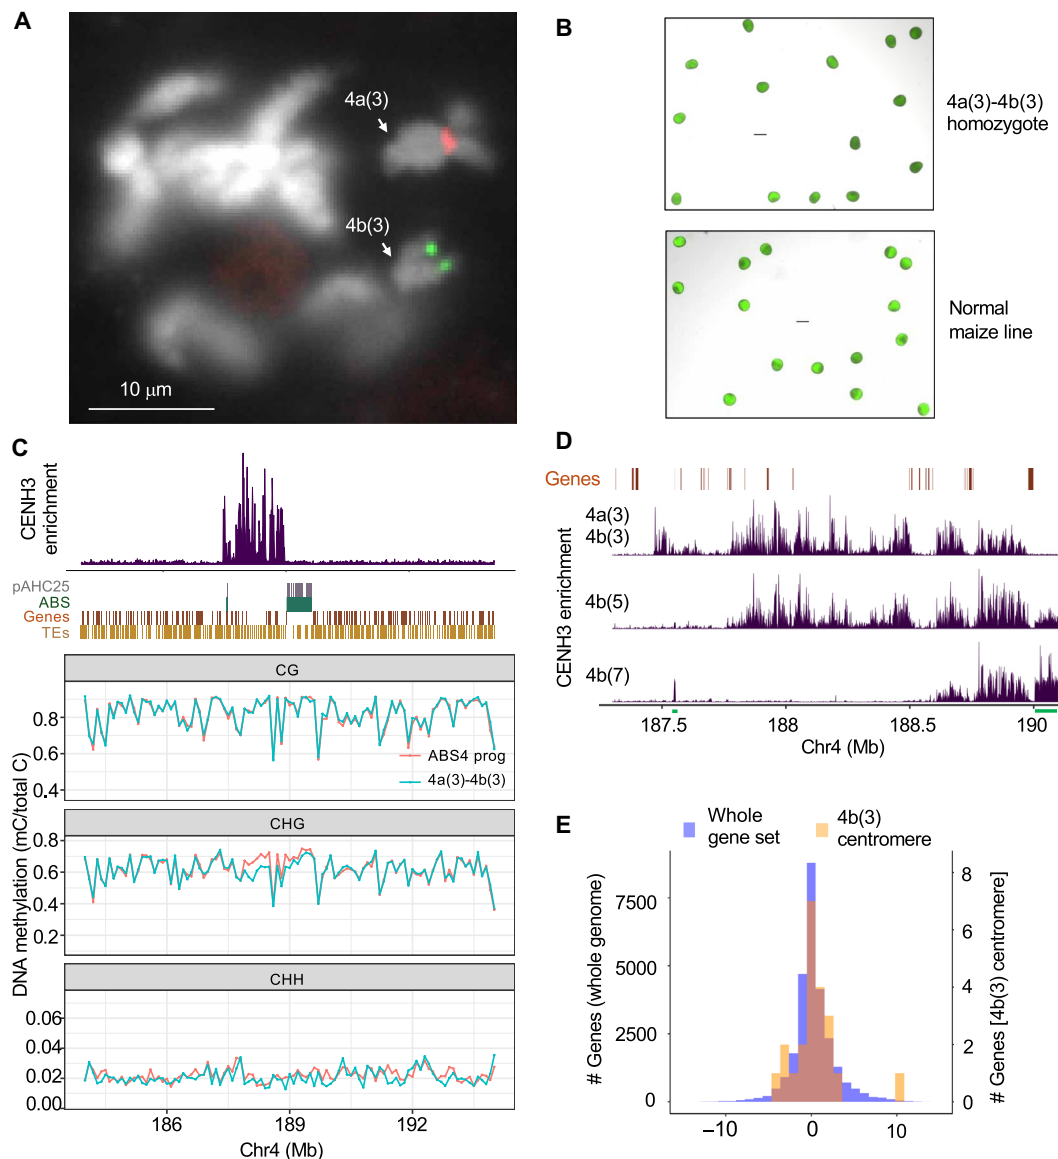 A
4a(3)
4b(3)
10 μm
B
4a(3)-4b(3)
homozygote
Normal
maize line
C
CENH3
enrichment
pAHC25
ABS
Genes
TEs
DNA methylation (mC/total C)
CG
0.8
0.6
0.4
ABS4 prog
4a(3)-4b(3)
CHG
0.8
0.6
0.4
0.2
CHH
0.06
0.04
0.02
0.00
186
189
192
Chr4 (Mb)
D
Genes
CENH3 enrichment
4a(3)
4b(3)
4b(5)
4b(7)
187.5
188
188.5
190
Chr4 (Mb)
E
Whole
gene set
4b(3)
centromere
# Genes (whole genome)
7500
5000
2500
0
# Genes [4b(3) centromere]
8
6
4
2
0
−10
0
10